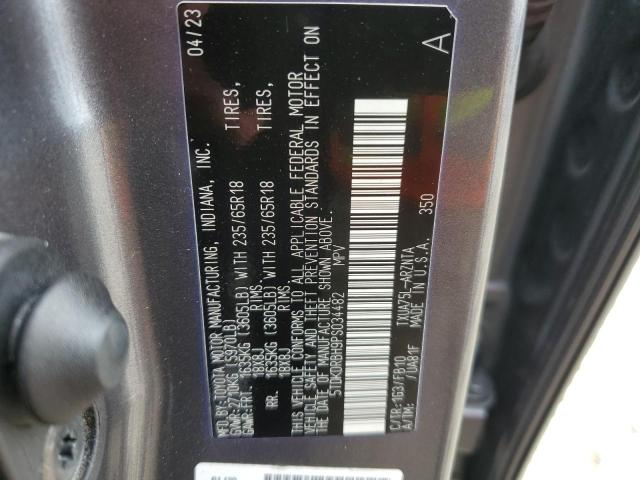 MFD.BY:TOYOTA MOTOR MANUFACTURING, INDIANA, INC. 04/23
GVWR:2710KG (5970LB)
GAWR:FRT. 1635KG (3605LB) WITH 235/65R18 TIRES,
18X8J RIMS,
RR. 1635KG (3605LB) WITH 235/65R18 TIRES,
18X8J RIMS.
THIS VEHICLE CONFORMS TO ALL APPLICABLE FEDERAL MOTOR
VEHICLE SAFETY AND THEFT PREVENTION STANDARDS IN EFFECT ON
THE DATE OF MANUFACTURE SHOWN ABOVE.
5TDKDRBH9PS034482 MPV
A
C/TR:1G3/FB10 TXUA75L-ARZNTA 350
A/TM: /UA81F MADE IN U.S.A.